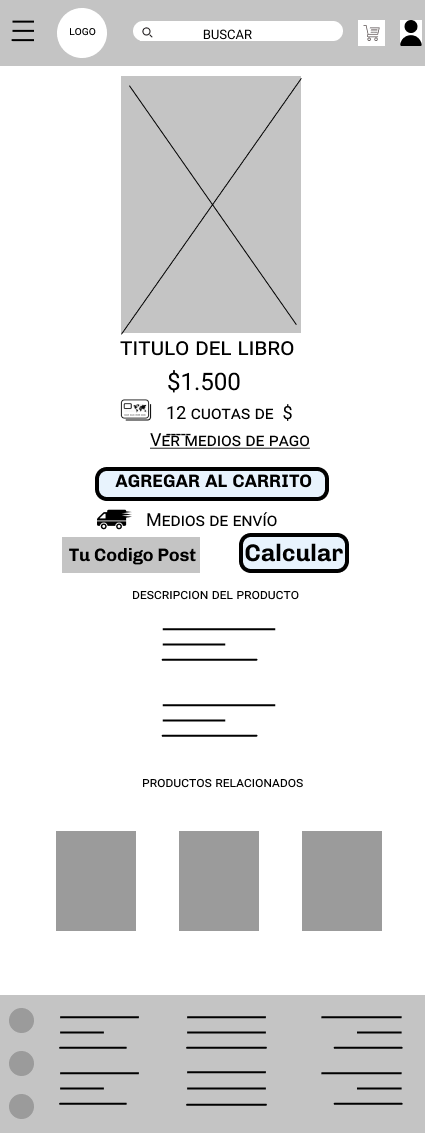 LOGO
BUSCAR
TITULO DEL LIBRO
$1.500
12 CUOTAS DE $
VER MEDIOS DE PAGO
AGREGAR AL CARRITO
MEDIOS DE ENVÍO
Tu Codigo Post
Calcular
DESCRIPCION DEL PRODUCTO
PRODUCTOS RELACIONADOS